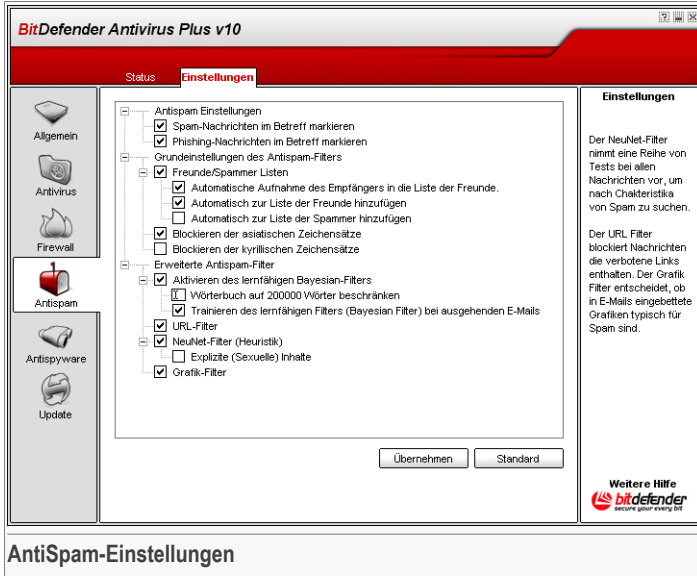 BitDefender Antivirus Plus v10
Status
Einstellungen
Allgemein
Antivirus
Firewall
Antispam
Antispyware
Update
Antispam Einstellungen
Spam-Nachrichten im Betreff markieren
Phishing-Nachrichten im Betreff markieren
Grundeinstellungen des Antispam-Filters
Freunde/Spammer Listen
Automatische Aufnahme des Empfängers in die Liste der Freunde.
Automatisch zur Liste der Freunde hinzufügen
Automatisch zur Liste der Spammer hinzufügen
Blockieren der asiatischen Zeichensätze
Blockieren der kyrillischen Zeichensätze
Erweiterte Antispam-Filter
Aktivieren des lernfähigen Bayesian-Filters
Wörterbuch auf 200000 Wörter beschränken
Trainieren des lernfähigen Filters (Bayesian Filter) bei ausgehenden E-Mails
URL-Filter
NeuNet-Filter (Heuristik)
Explizite (Sexuelle) Inhalte
Grafik-Filter
Übernehmen
Standard
Einstellungen
Der NeuNet-Filter
nimmt eine Reihe von
Tests bei allen
Nachrichten vor, um
nach Chakteristika
von Spam zu suchen.
Der URL Filter
blockiert Nachrichten
die verbotene Links
enthalten. Der Grafik
Filter entscheidet, ob
in E-Mails eingebettete
Grafiken typisch für
Spam sind.
Weitere Hilfe
bitdefender
secure your every bit
AntiSpam-Einstellungen